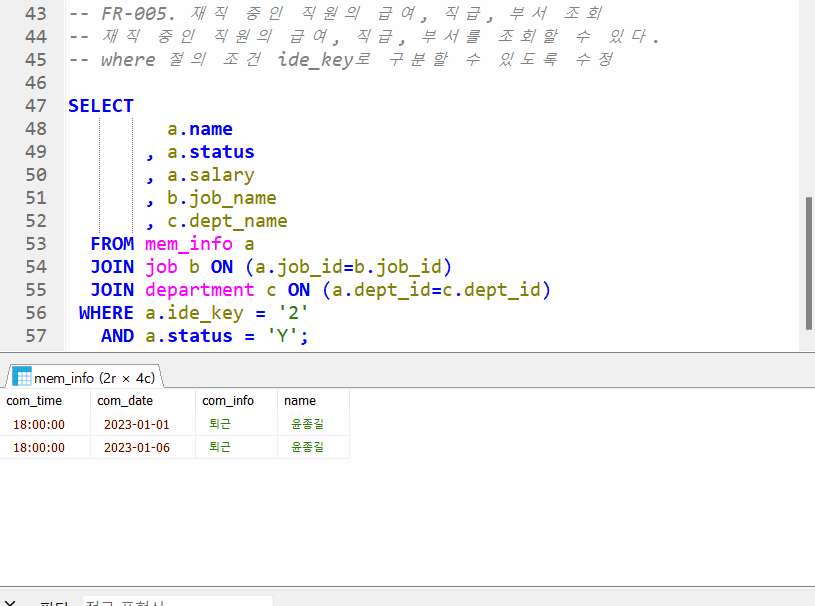 43 -- FR-005. 재직 중인 직원의 급여, 직급, 부서 조회
44 -- 재직 중인 직원의 급여, 직급, 부서를 조회할 수 있다.
45 -- where 절의 조건 ide_key로 구분할 수 있도록 수정
46
47 SELECT
48 a.name
49 , a.status
50 , a.salary
51 , b.job_name
52 , c.dept_name
53 FROM mem_info a
54 JOIN job b ON (a.job_id=b.job_id)
55 JOIN department c ON (a.dept_id=c.dept_id)
56 WHERE a.ide_key = '2'
57 AND a.status = 'Y';
mem_info (2r × 4c)
com_time com_date com_info name
18:00:00 2023-01-01 퇴근 윤종길
18:00:00 2023-01-06 퇴근 윤종길